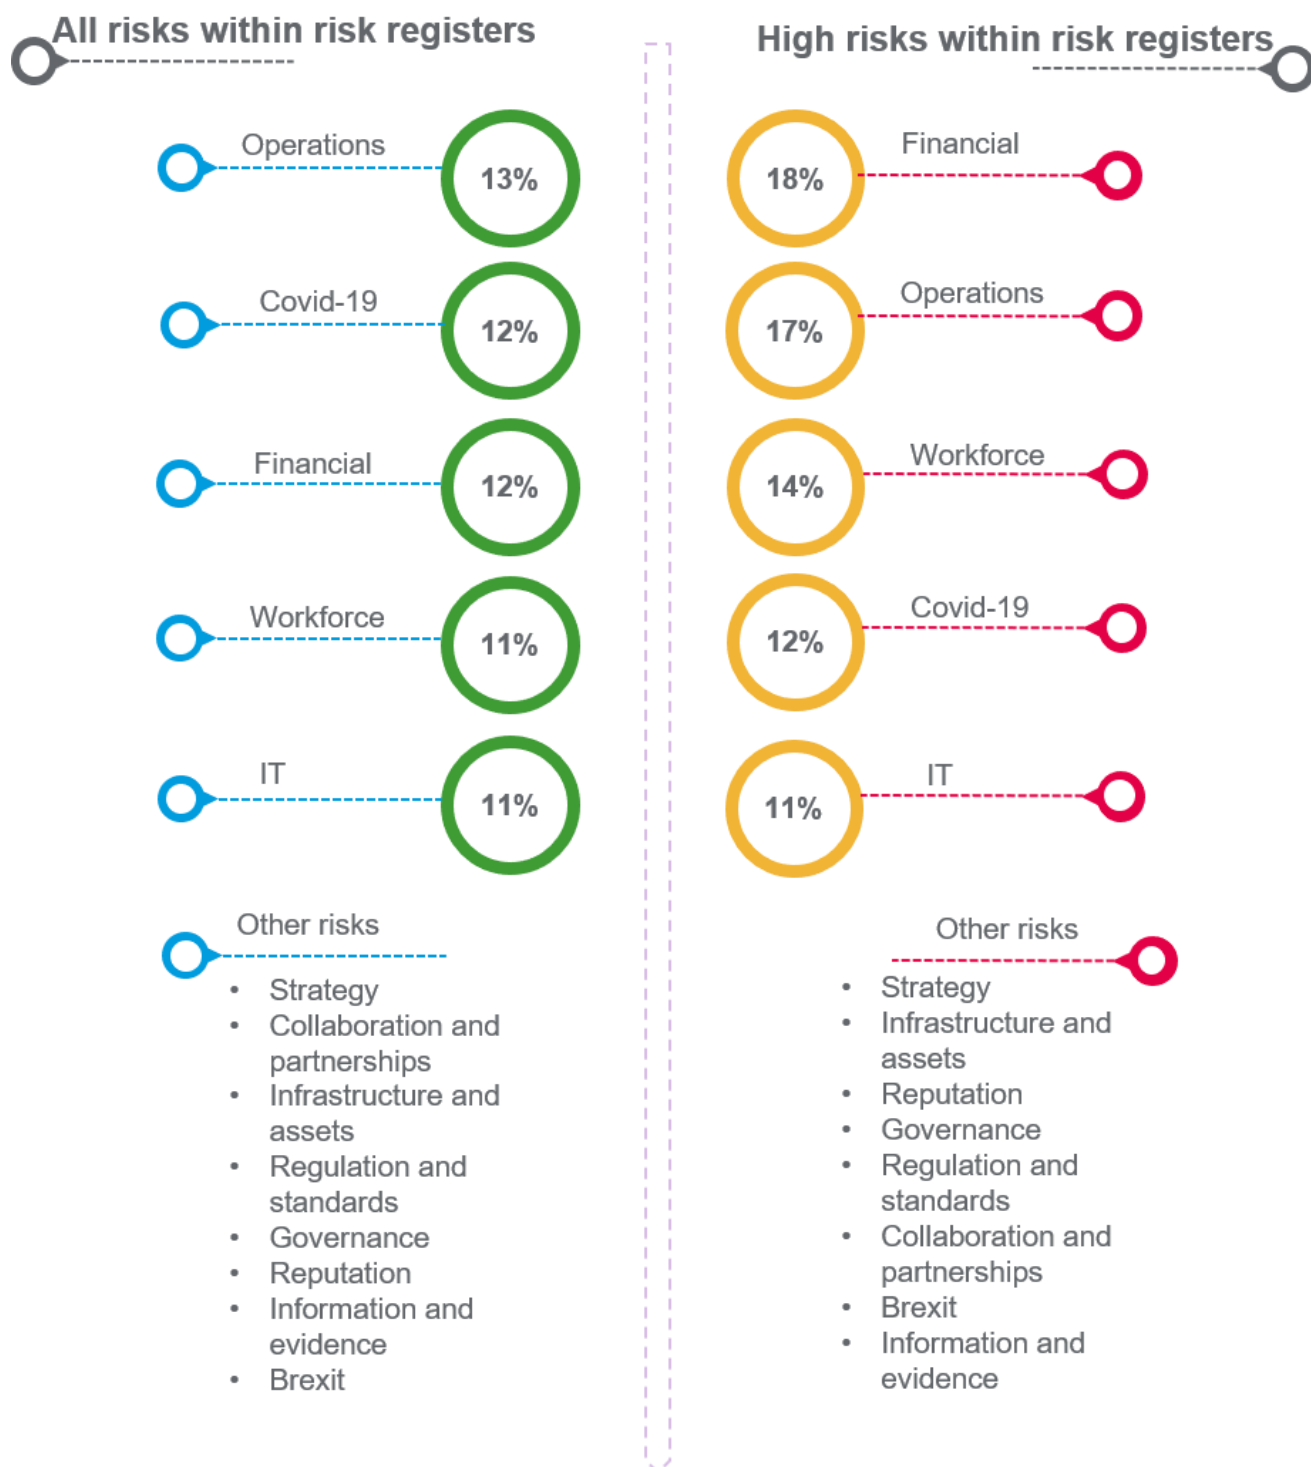 All risks within risk registers
Operations
13%
Covid-19
12%
Financial
12%
Workforce
11%
IT
11%
Other risks
• Strategy
• Collaboration and
partnerships
• Infrastructure and
assets
• Regulation and
standards
• Governance
• Reputation
• Information and
evidence
• Brexit
High risks within risk registers
18%
Financial
17%
Operations
14%
Workforce
12%
Covid-19
11%
IT
Other risks
• Strategy
• Infrastructure and
assets
• Reputation
• Governance
• Regulation and
standards
• Collaboration and
partnerships
• Brexit
• Information and
evidence